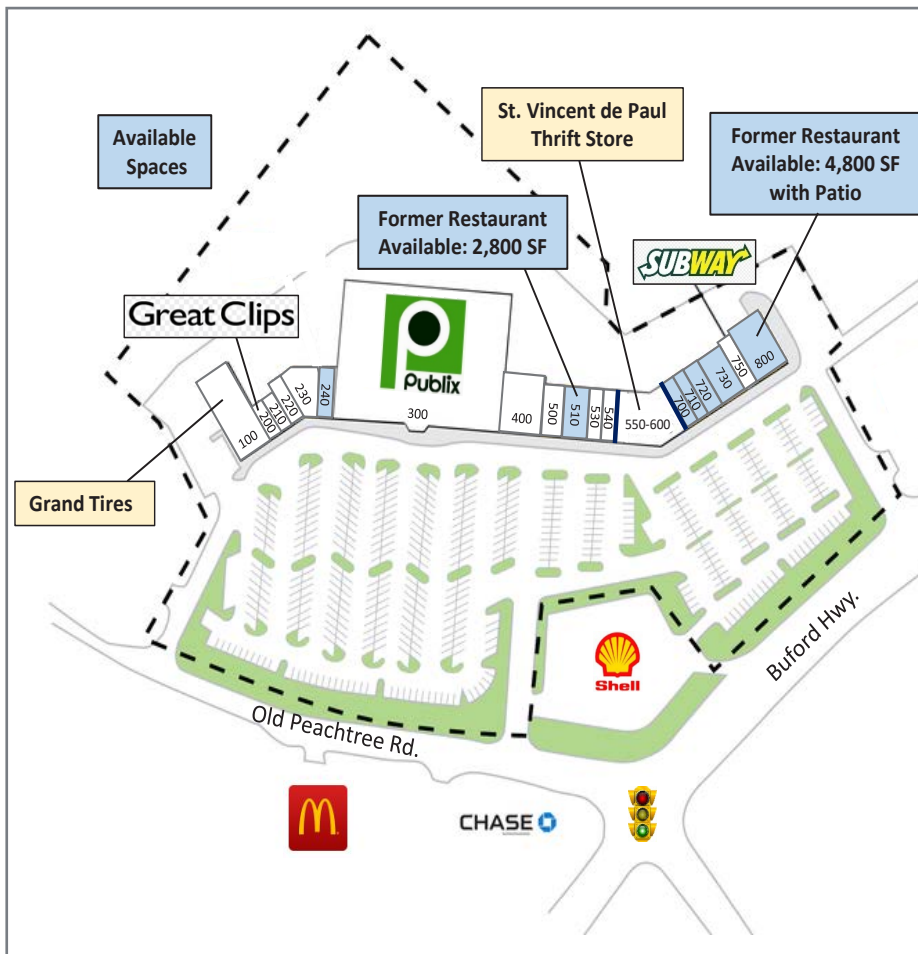 Available
Spaces
St. Vincent de Paul
Thrift Store
Former Restaurant
Available: 4,800 SF
with Patio
Former Restaurant
Available: 2,800 SF
SUBWAY
Great Clips
Publix
Grand Tires
100
200
210
220
230
240
300
400
500
510
530
540
550-600
700
710
720
730
750
800
Shell
Buford Hwy.
Old Peachtree Rd.
CHASE